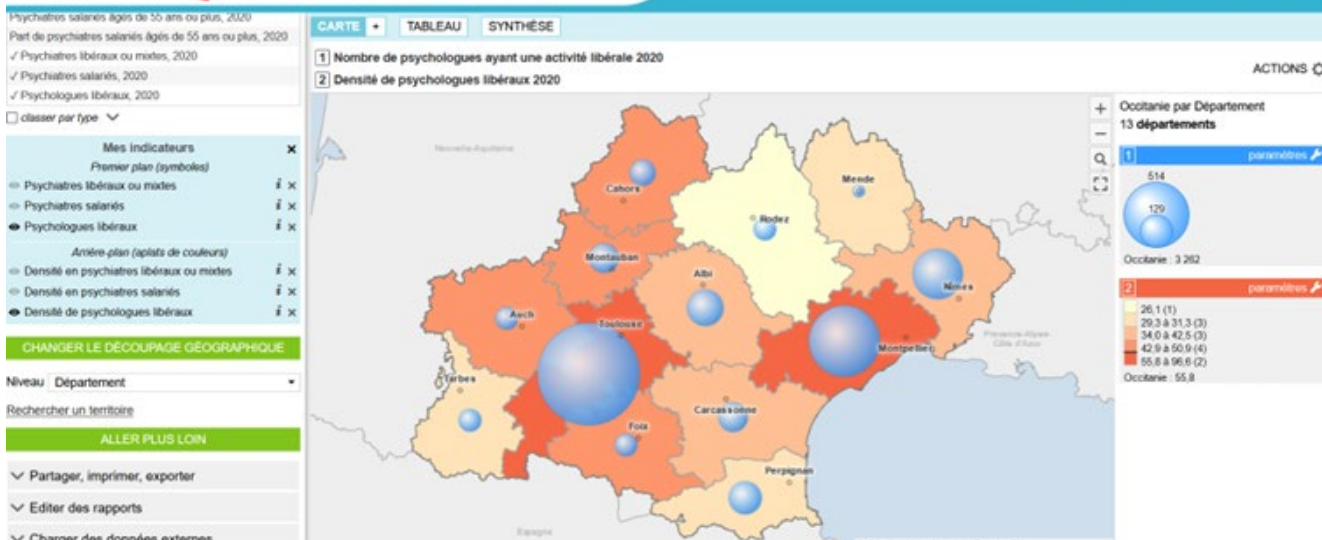 Psychiatres salariés âgés de 55 ans ou plus, 2020
Part de psychiatres salariés âgés de 55 ans ou plus, 2020
✓ Psychiatres libéraux ou mixtes, 2020
✓ Psychiatres salariés, 2020
✓ Psychologues libéraux, 2020
classer par type
Mes indicateurs ×
Premier plan (symboles)
Psychiatres libéraux ou mixtes i ×
Psychiatres salariés i ×
Psychologues libéraux i ×
Arrière-plan (aplats de couleurs)
Densité en psychiatres libéraux ou mixtes i ×
Densité en psychiatres salariés i ×
Densité de psychologues libéraux i ×
CHANGER LE DÉCOUPAGE GÉOGRAPHIQUE
Niveau Département
Rechercher un territoire
ALLER PLUS LOIN
Partager, imprimer, exporter
Editer des rapports
Charger des données externes
CARTE + TABLEAU SYNTHÈSE
1 Nombre de psychologues ayant une activité libérale 2020
2 Densité de psychologues libéraux 2020
ACTIONS
Nouvelle-Aquitaine
Cahors
Mende
Rodez
Montauban
Albi
Nîmes
Auch
Toulouse
Montpellier
Provence-Alpes-
Côte d'Azur
Tarbes
Carcassonne
Foix
Perpignan
Espagne
+
−
Occitanie par Département
13 départements
1 paramètres
514
129
Occitanie : 3 262
2 paramètres
26,1 (1)
29,3 à 31,3 (3)
34,0 à 42,5 (3)
42,9 à 50,9 (4)
55,8 à 96,6 (2)
Occitanie : 55,8